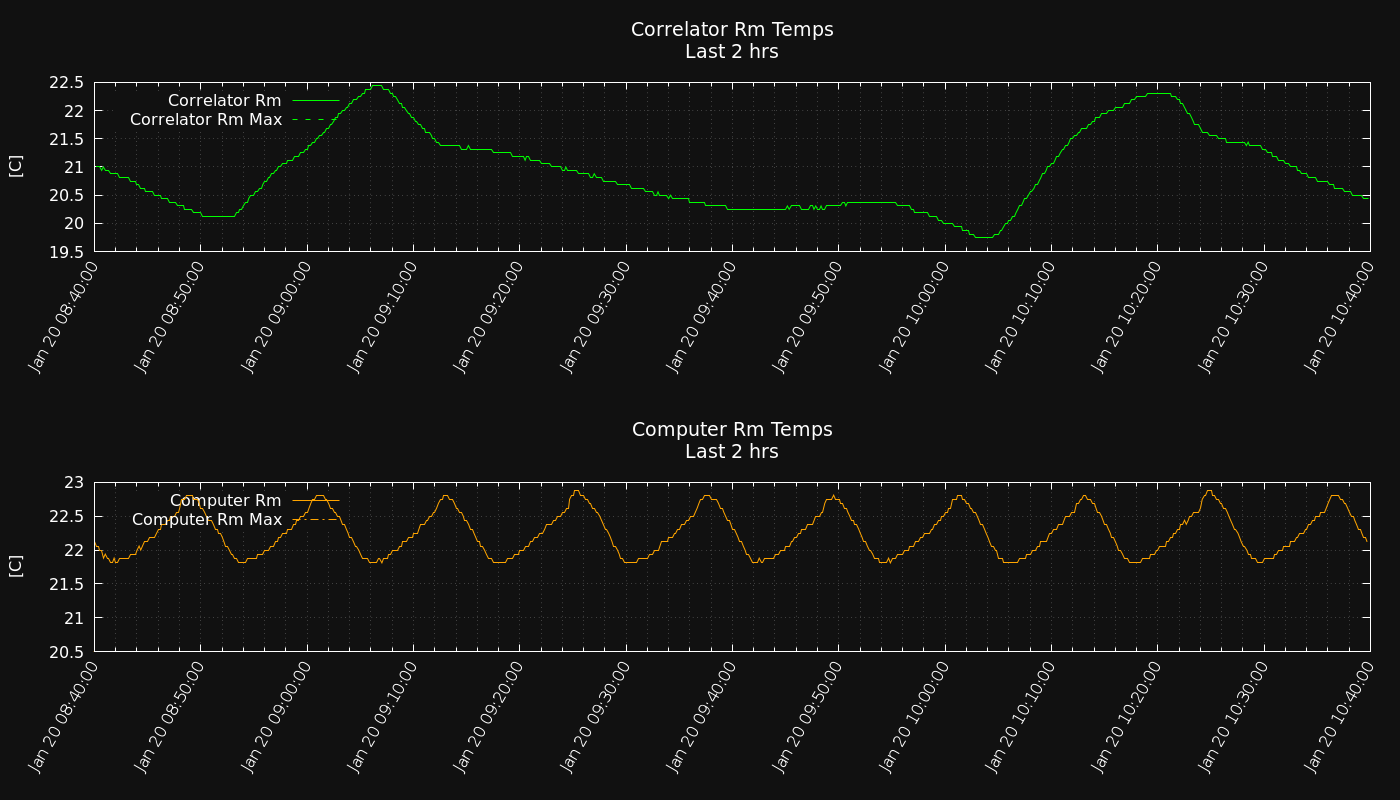 Correlator Rm Temps
Last 2 hrs
22.5
22
21.5
21
20.5
20
19.5
[C]
Correlator Rm
Correlator Rm Max
Jan 20 08:40:00
Jan 20 08:50:00
Jan 20 09:00:00
Jan 20 09:10:00
Jan 20 09:20:00
Jan 20 09:30:00
Jan 20 09:40:00
Jan 20 09:50:00
Jan 20 10:00:00
Jan 20 10:10:00
Jan 20 10:20:00
Jan 20 10:30:00
Jan 20 10:40:00
Computer Rm Temps
Last 2 hrs
23
22.5
22
21.5
21
20.5
[C]
Computer Rm
Computer Rm Max
Jan 20 08:40:00
Jan 20 08:50:00
Jan 20 09:00:00
Jan 20 09:10:00
Jan 20 09:20:00
Jan 20 09:30:00
Jan 20 09:40:00
Jan 20 09:50:00
Jan 20 10:00:00
Jan 20 10:10:00
Jan 20 10:20:00
Jan 20 10:30:00
Jan 20 10:40:00